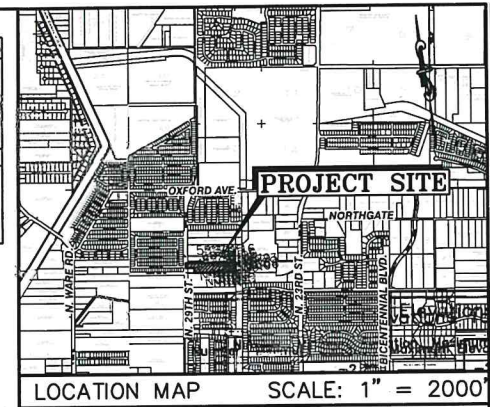 OXFORD AVE.
PROJECT SITE
NORTHGATE
N. WARE RD.
N. 29TH ST.
N. 23RD ST.
BICENTENNIAL BLVD.
LOCATION MAP SCALE: 1" = 2000'